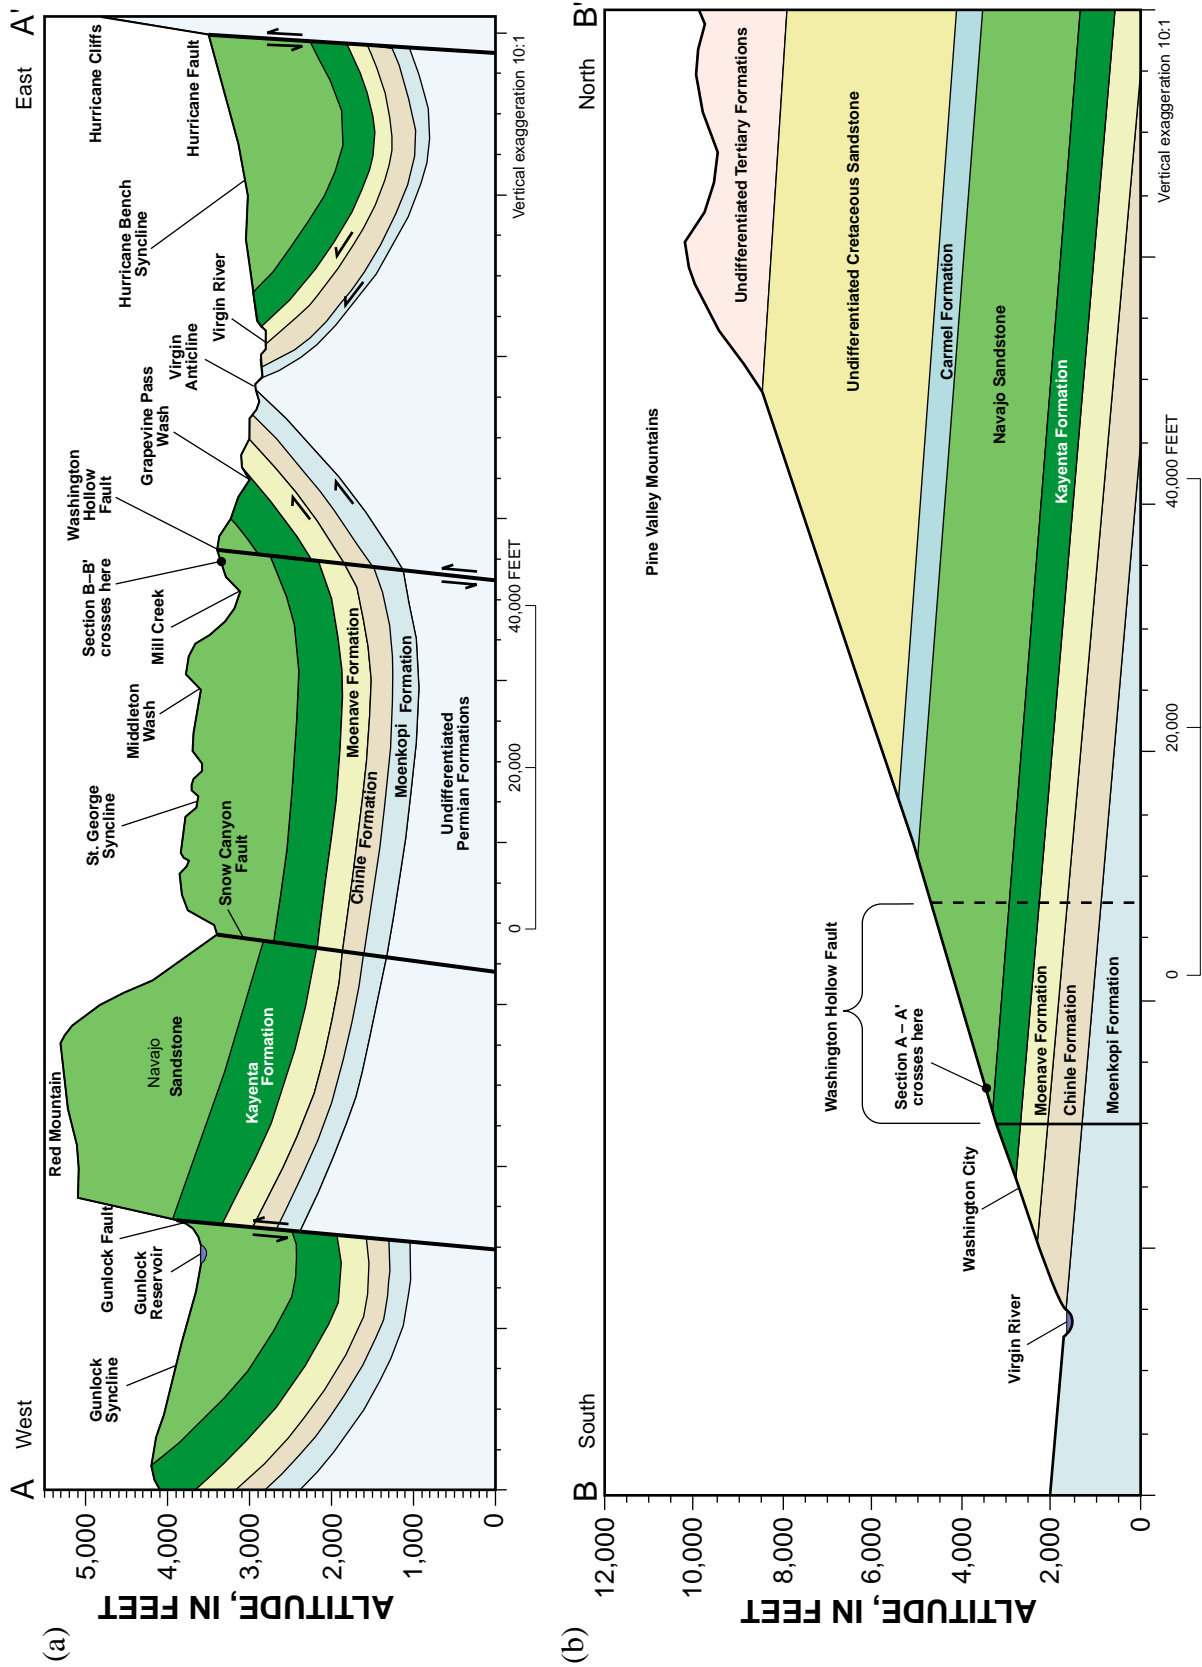 (a)
A
West
East
A'
ALTITUDE, IN FEET
5,000
4,000
3,000
2,000
1,000
0
Gunlock
Syncline
Gunlock
Reservoir
Gunlock Fault
Red Mountain
Navajo
Sandstone
Kayenta
Formation
Snow Canyon
Fault
St. George
Syncline
Middleton
Wash
Mill Creek
Section B–B'
crosses here
Washington
Hollow
Fault
Grapevine Pass
Wash
Virgin
Anticline
Virgin River
Hurricane Bench
Syncline
Hurricane Fault
Hurricane Cliffs
Moenave Formation
Chinle Formation
Moenkopi Formation
Undifferentiated
Permian Formations
0
20,000
40,000 FEET
Vertical exaggeration 10:1
(b)
B
South
North
B'
ALTITUDE, IN FEET
12,000
10,000
8,000
6,000
4,000
2,000
0
Virgin River
Washington City
Washington Hollow Fault
Section A – A'
crosses here
Pine Valley Mountains
Undifferentiated Tertiary Formations
Undifferentiated Cretaceous Sandstone
Carmel Formation
Navajo Sandstone
Kayenta Formation
Moenave Formation
Chinle Formation
Moenkopi Formation
0
20,000
40,000 FEET
Vertical exaggeration 10:1